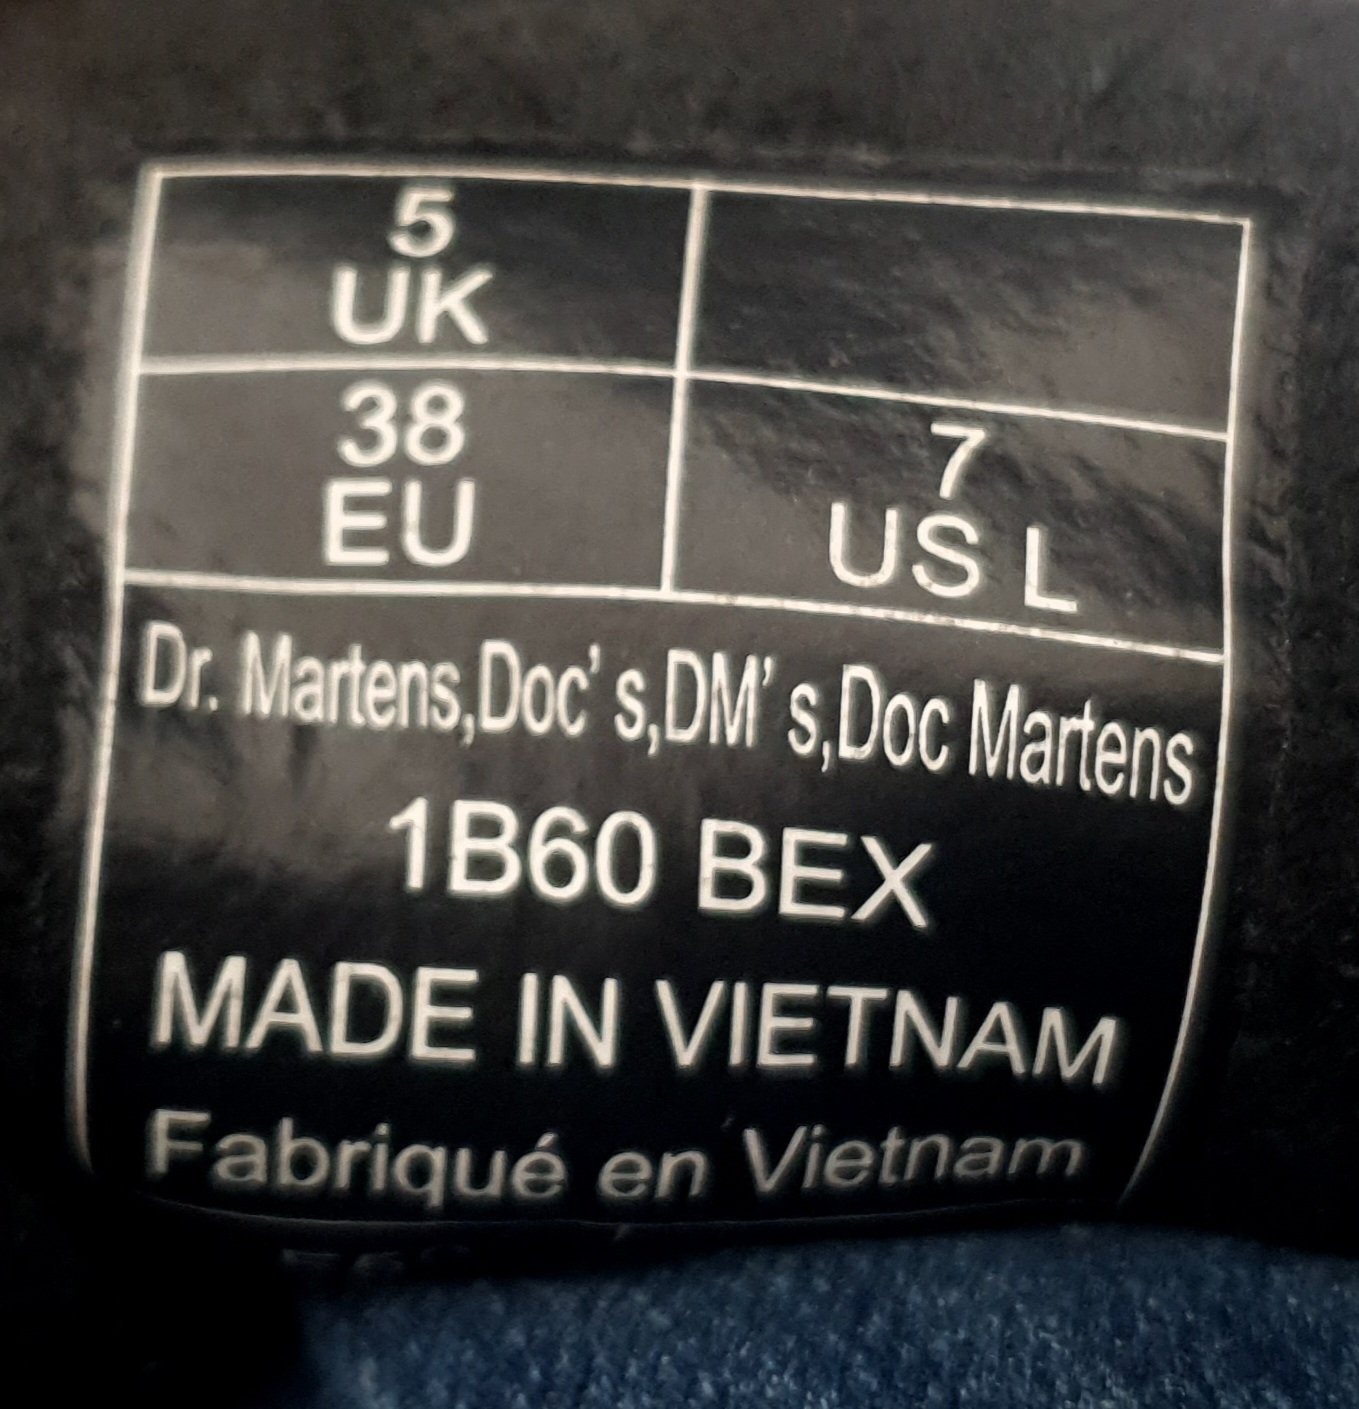 5
UK
38
EU
7
US L
Dr. Martens,Doc's,DM's,Doc Martens
1B60 BEX
MADE IN VIETNAM
Fabriqué en Vietnam